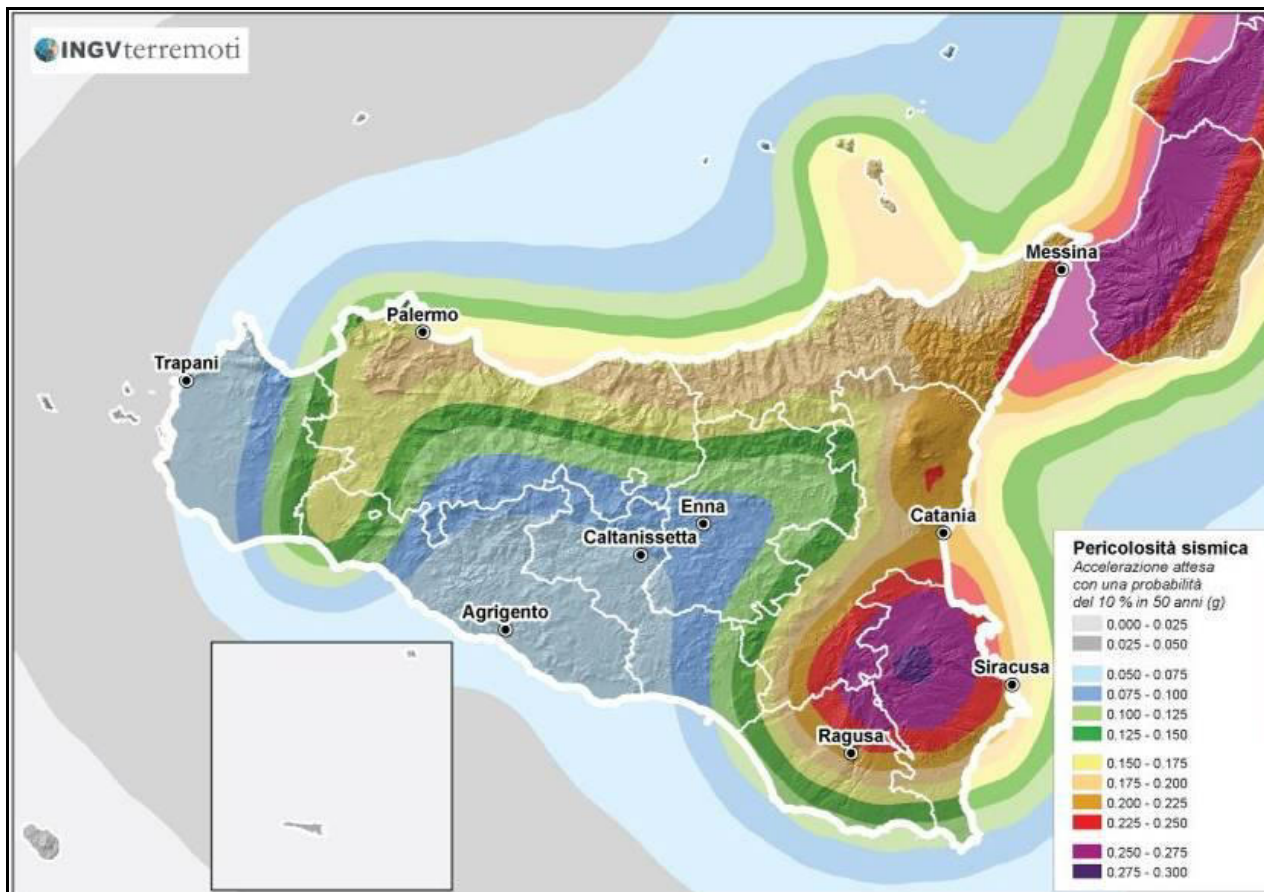 INGVterremoti
Messina
Palermo
Trapani
Enna
Caltanissetta
Catania
Agrigento
Siracusa
Ragusa
Pericolosità sismica
Accelerazione attesa
con una probabilità
del 10 % in 50 anni (g)
0.000 - 0.025
0.025 - 0.050
0.050 - 0.075
0.075 - 0.100
0.100 - 0.125
0.125 - 0.150
0.150 - 0.175
0.175 - 0.200
0.200 - 0.225
0.225 - 0.250
0.250 - 0.275
0.275 - 0.300